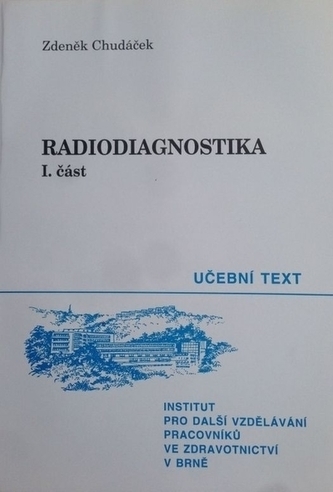 Zdeněk Chudáček
RADIODIAGNOSTIKA
I. část
UČEBNÍ TEXT
INSTITUT
PRO DALŠÍ VZDĚLÁVÁNÍ
PRACOVNÍKŮ
VE ZDRAVOTNICTVÍ
V BRNĚ